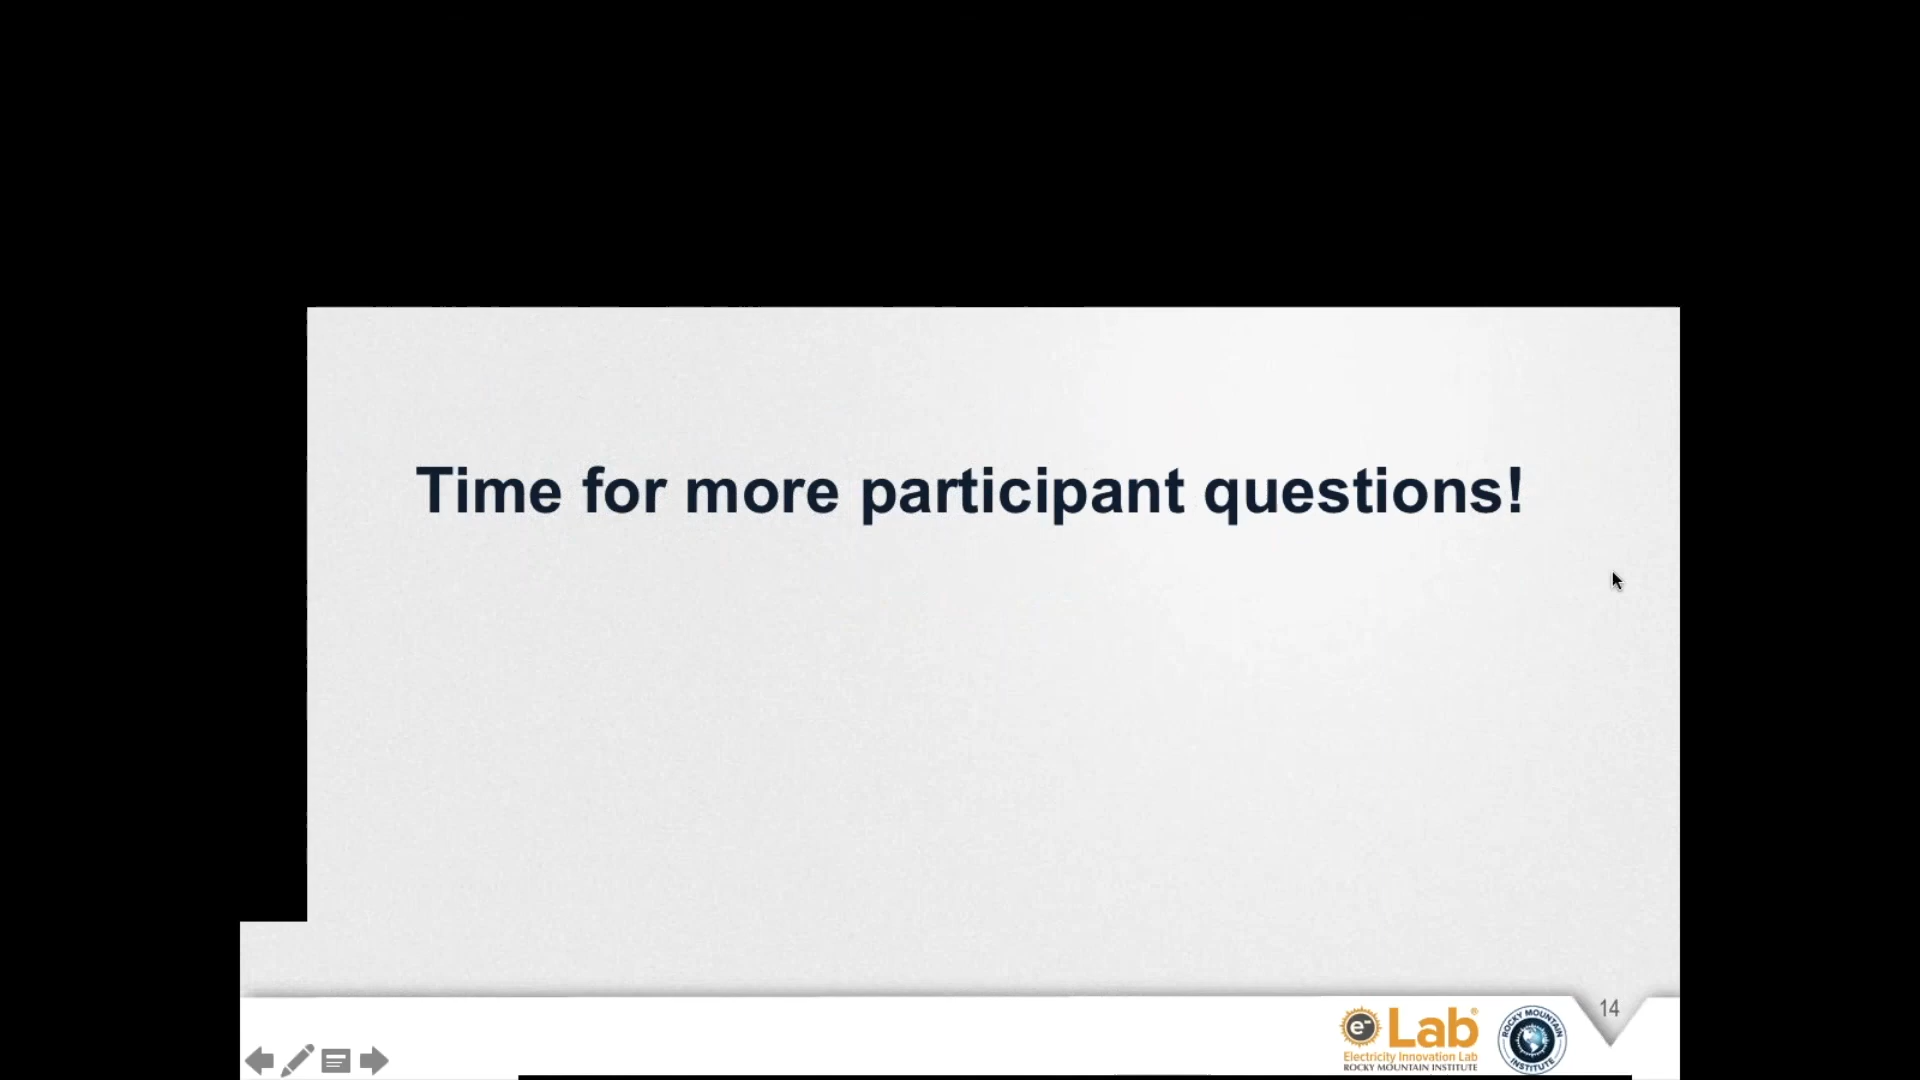 Time for more participant questions!
14
e⁻ Lab®
Electricity Innovation Lab
ROCKY MOUNTAIN INSTITUTE
ROCKY MOUNTAIN
INSTITUTE